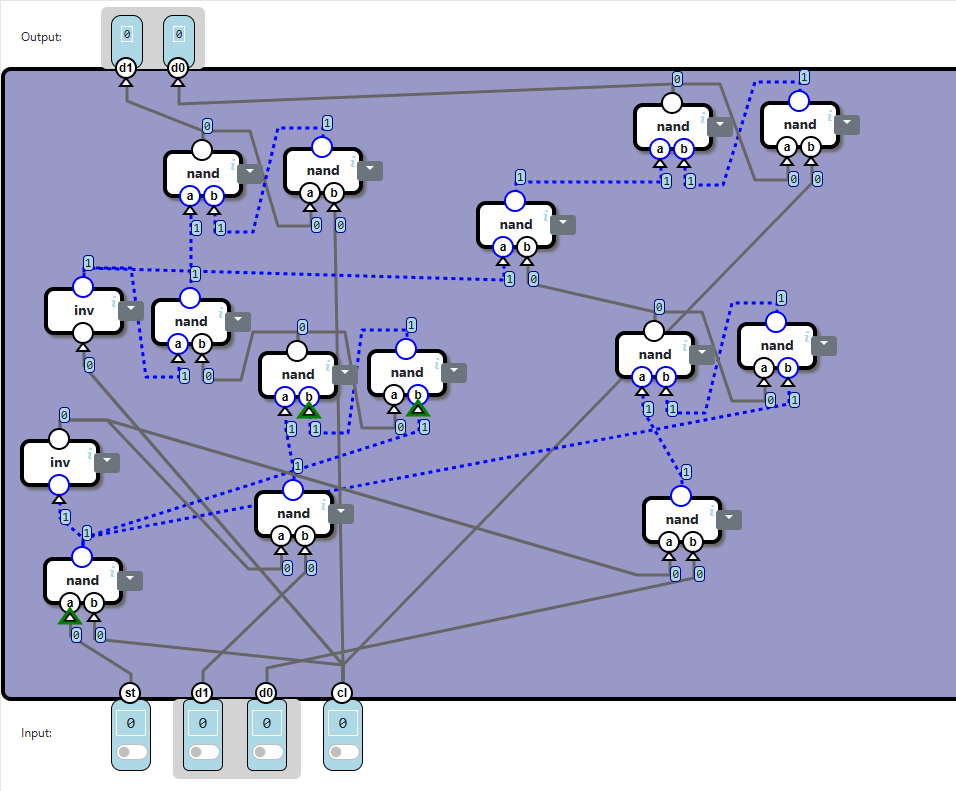 Output:
0 0
d1 d0
0 1
i nand i nand
a b a b
1 1 0 0
0 1
i nand i nand
a b a b
1 1 0 0
1
i nand
a b
1 0
1 1
i inv i nand
a b
0 1 0
0 1
i nand i nand
a b a b
1 1 0 1
0 1
i nand i nand
a b a b
1 1 0 1
0
i inv
1
1
i nand
a b
0 0
1
i nand
a b
0 0
1
i nand
a b
0 0
st d1 d0 cl
0 0 0 0
Input: